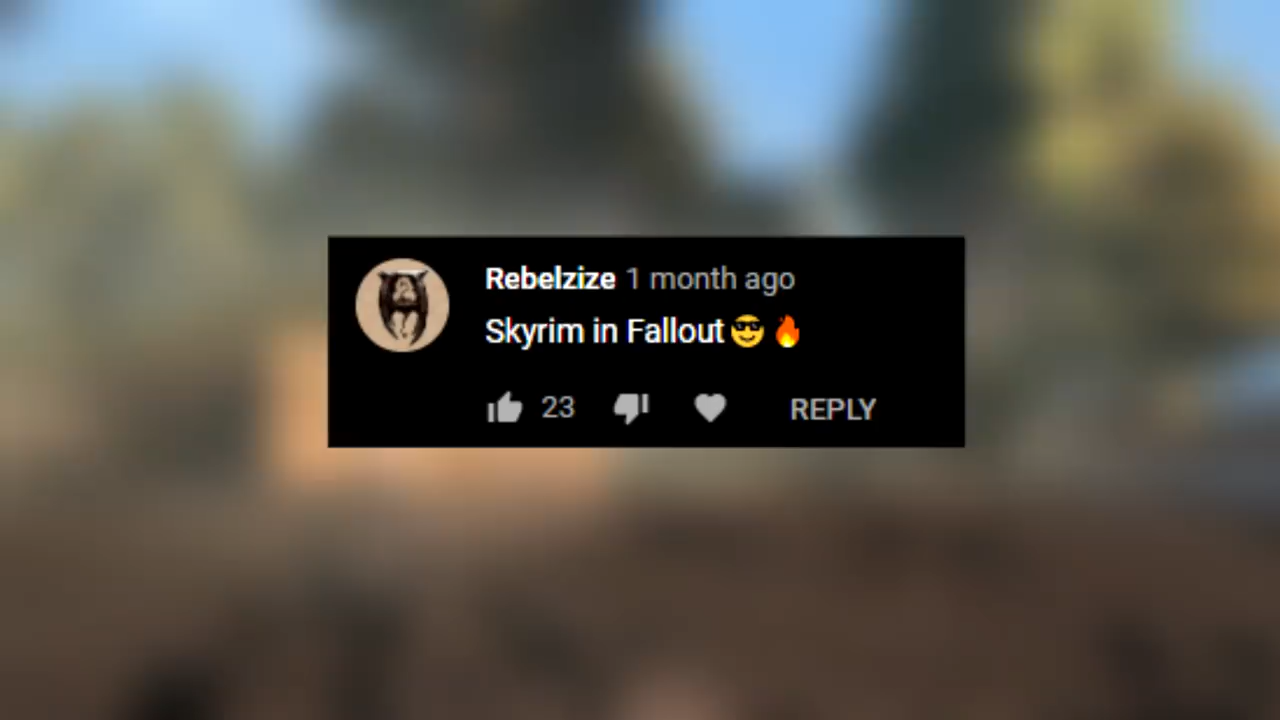 Rebelzize 1 month ago
Skyrim in Fallout 😎 🔥
23 REPLY